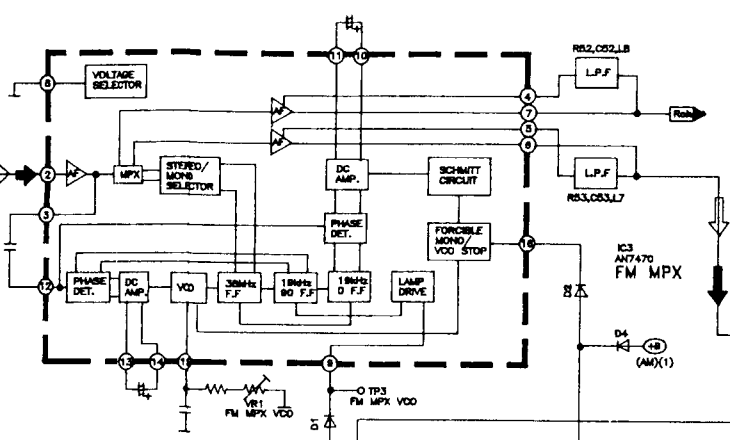 11 10
R52,C52,L8
8
VOLTAGE
SELECTOR
L.P.F
4
AF
7
Rch
5
AF
6
2
AF
MPX
STEREO/
MONO
SELECTOR
DC
AMP.
SCHMITT
CIRCUIT
L.P.F
R53,C53,L7
3
PHASE
DET.
FORCIBLE
MONO
/
VCO STOP
16
IC3
AN7470
FM MPX
12
PHASE
DET.
DC
AMP.
VCO
38kHz
F.F
19kHz
90 F.F
19kHz
0 F.F
LAMP
DRIVE
D2
D4
+B
(AM)(1)
13 14 9
TP3
FM MPX VCO
VR1
FM MPX VCO
D1